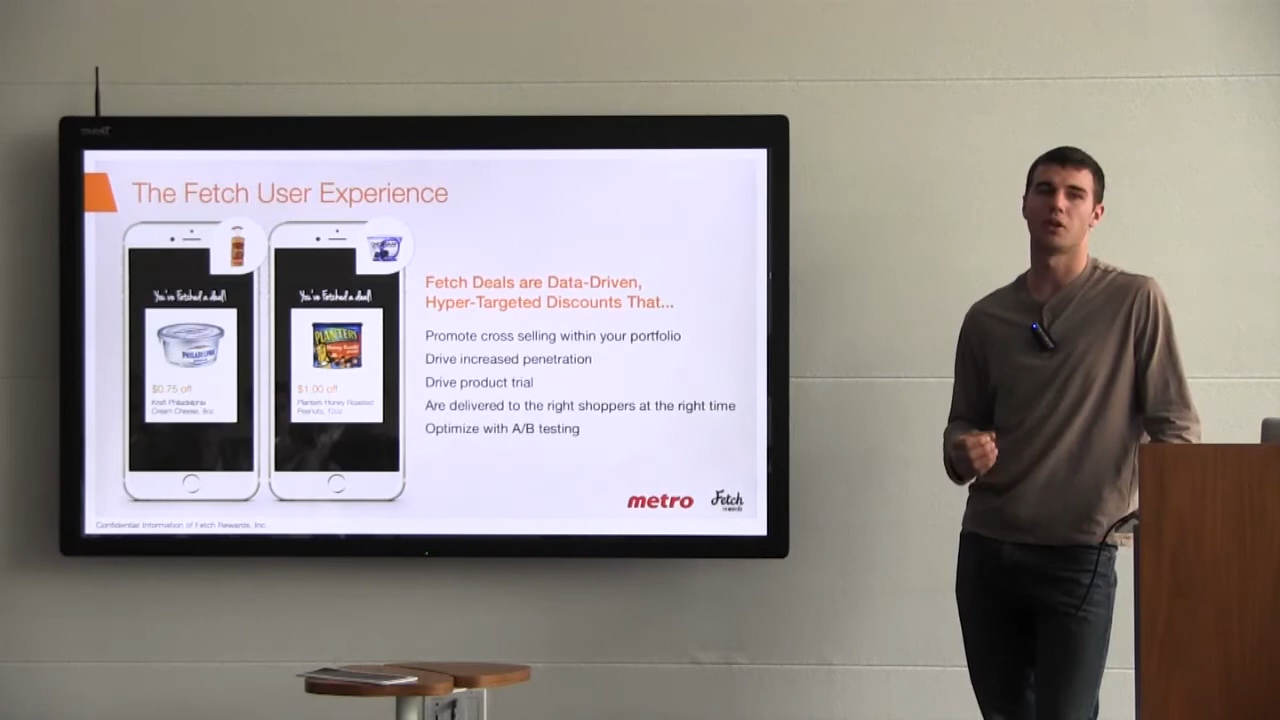 The Fetch User Experience
You've Fetched a deal!
PHILADELPHIA
$0.75 off
Kraft Philadelphia
Cream Cheese, 8oz
You've Fetched a deal!
PLANTERS
$1.00 off
Planters Honey Roasted
Peanuts, 12oz
Fetch Deals are Data-Driven,
Hyper-Targeted Discounts That...
Promote cross selling within your portfolio
Drive increased penetration
Drive product trial
Are delivered to the right shoppers at the right time
Optimize with A/B testing
metro
Fetch
rewards
Confidential Information of Fetch Rewards, Inc.